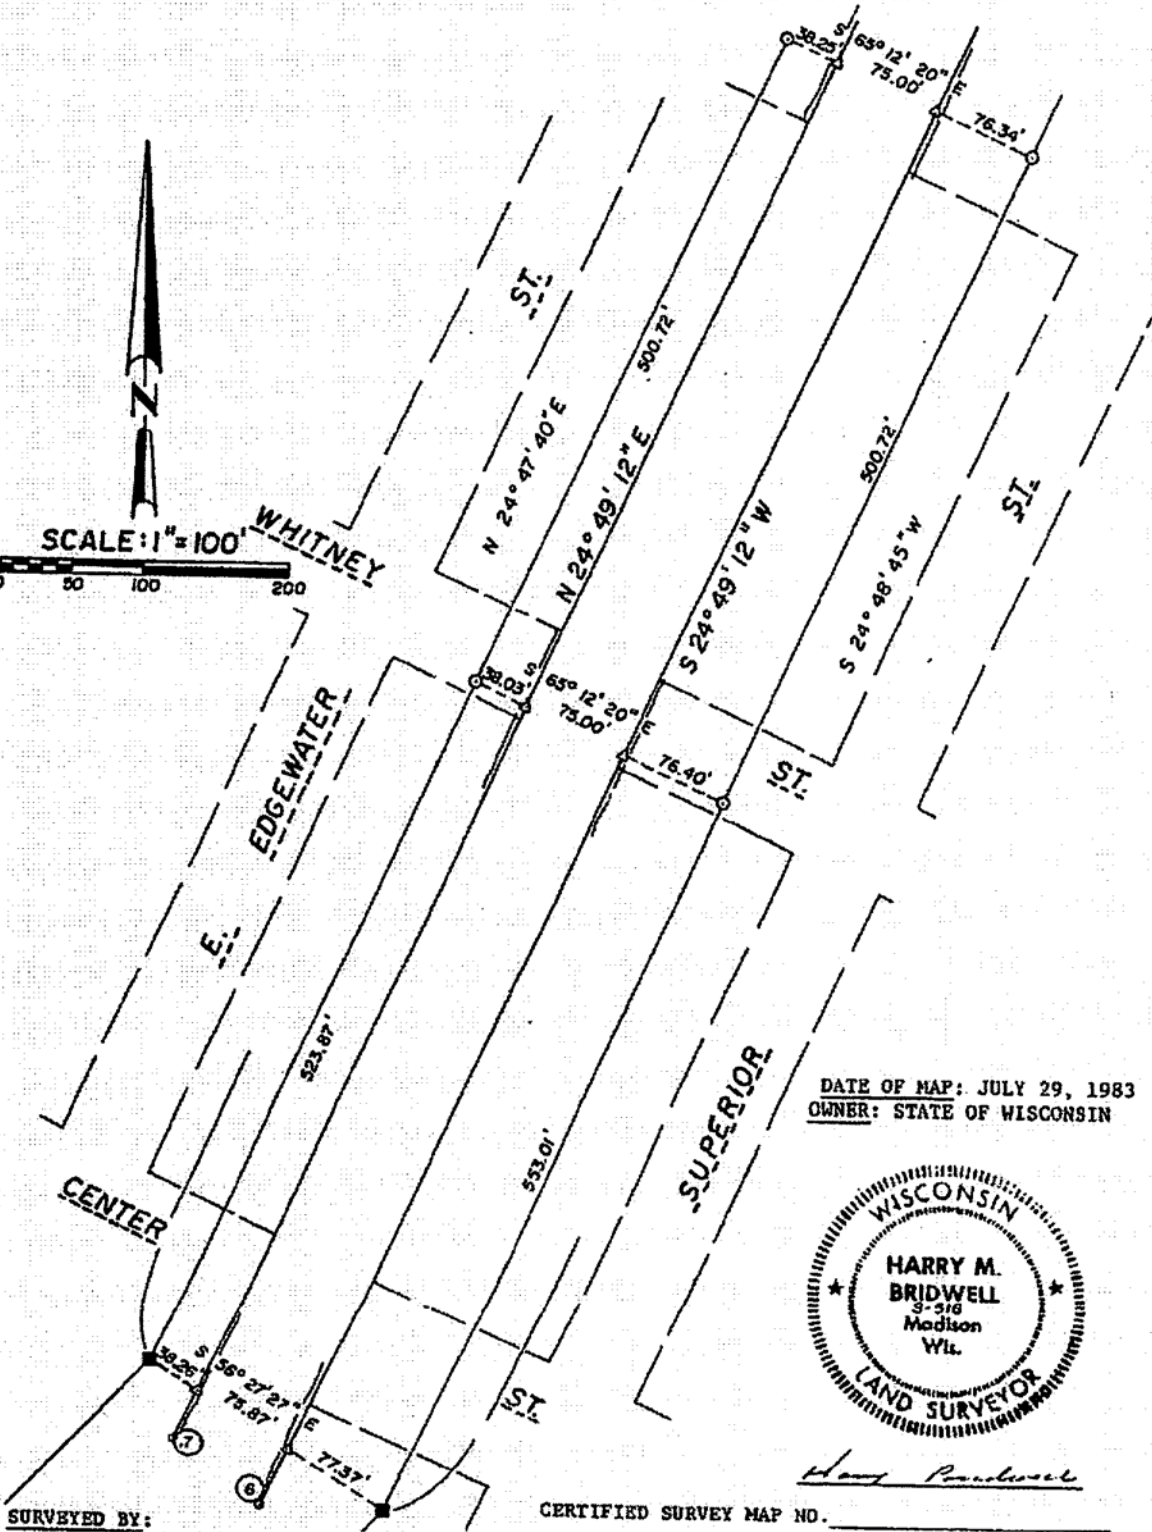 38.25'
S 65° 12' 20" E
75.00'
76.34'
ST.
500.72'
N 24° 47' 40" E
N 24° 49' 12" E
500.72'
S 24° 49' 12" W
S 24° 48' 45" W
ST.
N
SCALE: 1" = 100'
0 50 100 200
WHITNEY
38.03'
S 65° 12' 20" E
75.00'
76.40'
ST.
E. EDGEWATER
523.87'
553.01'
SUPERIOR
DATE OF MAP: JULY 29, 1983
OWNER: STATE OF WISCONSIN
CENTER
WISCONSIN
HARRY M.
BRIDWELL
S-516
Madison
Wis.
LAND SURVEYOR
38.26'
S 56° 27' 27" E
75.87'
77.37'
ST.
7
6
SURVEYED BY:
CERTIFIED SURVEY MAP NO.